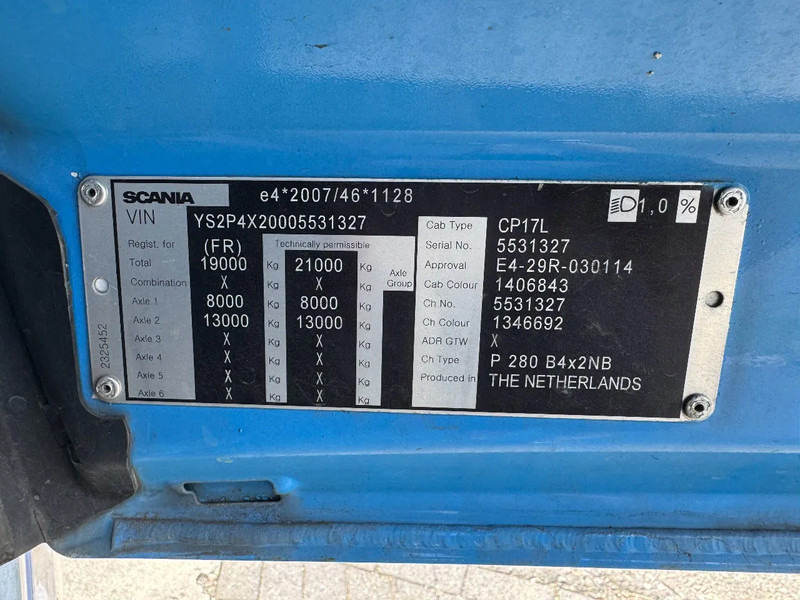 SCANIA e4*2007/46*1128 1,0 %
VIN YS2P4X20005531327
Regist. for (FR) Technically permissible
Total 19000 Kg 21000 Kg Axle Group
Combination X Kg X Kg
Axle 1 8000 Kg 8000 Kg
Axle 2 13000 Kg 13000 Kg
Axle 3 X Kg X Kg
Axle 4 X Kg X Kg
Axle 5 X Kg X Kg
Axle 6 X Kg X Kg
Cab Type CP17L
Serial No. 5531327
Approval E4-29R-030114
Cab Colour 1406843
Ch No. 5531327
Ch Colour 1346692
ADR GTW X
Ch Type P 280 B4x2NB
Produced in THE NETHERLANDS
2325452